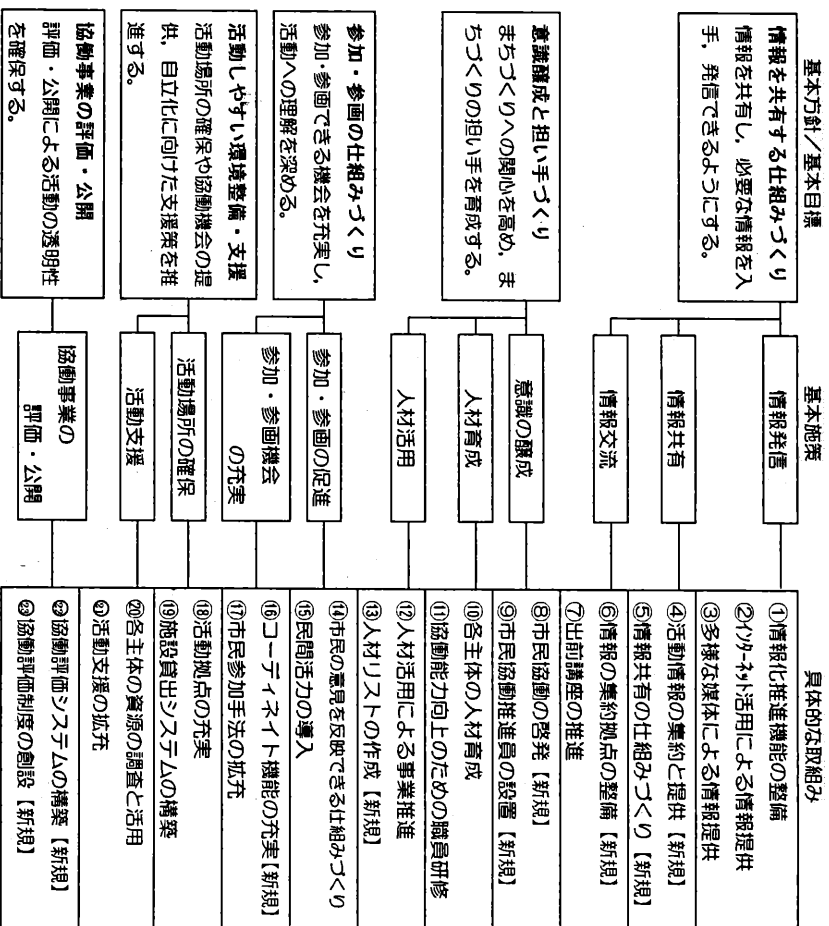 基本方針／基本目標
基本施策
具体的な取組み
情報を共有する仕組みづくり
情報を共有し，必要な情報を入
手，発信できるようにする。
情報発信
情報共有
情報交流
①情報化推進機能の整備
②インターネット活用による情報提供
③多様な媒体による情報提供
④活動情報の集約と提供【新規】
⑤情報共有の仕組みづくり【新規】
⑥情報の集約拠点の整備【新規】
⑦出前講座の推進
意識醸成と担い手づくり
まちづくりへの関心を高め，ま
ちづくりの担い手を育成する。
意識の醸成
人材育成
人材活用
⑧市民協働の啓発【新規】
⑨市民協働推進員の設置【新規】
⑩各主体の人材育成
⑪協働能力向上のための職員研修
⑫人材活用による事業推進
⑬人材リストの作成【新規】
参加・参画の仕組みづくり
参加・参画できる機会を充実し，
活動への理解を深める。
参加・参画の促進
参加・参画機会
の充実
⑭市民の意見を反映できる仕組みづくり
⑮民間活力の導入
⑯コーディネイト機能の充実【新規】
⑰市民参加手法の拡充
活動しやすい環境整備・支援
活動場所の確保や協働機会の提
供，自立化に向けた支援策を推
進する。
活動場所の確保
活動支援
⑱活動拠点の充実
⑲施設貸出システムの構築
⑳各主体の資源の調査と活用
㉑活動支援の拡充
協働事業の評価・公開
評価・公開による活動の透明性
を確保する。
協働事業の
評価・公開
㉒協働評価システムの構築【新規】
㉓協働評価制度の創設【新規】